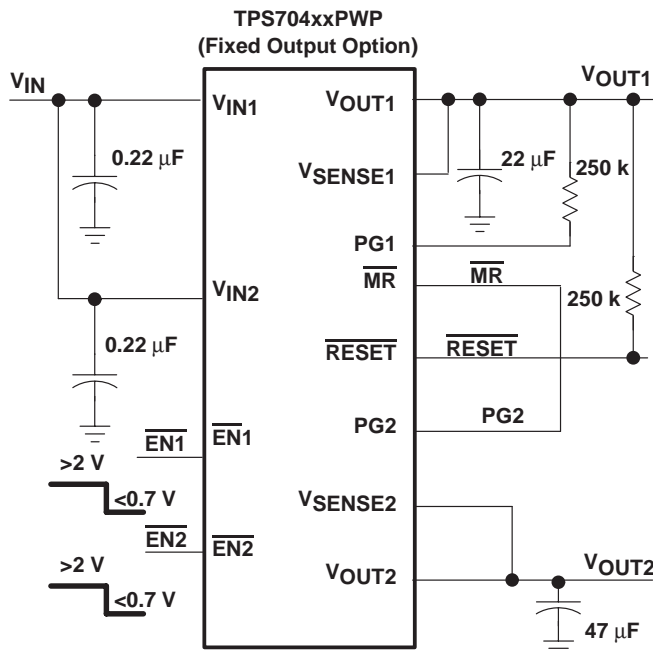 TPS704xxPWP
(Fixed Output Option)
VIN
VIN1
VOUT1
VOUT1
0.22 μF
22 μF
250 k
VSENSE1
PG1
MR
MR
VIN2
250 k
0.22 μF
RESET
RESET
EN1
EN1
PG2
PG2
>2 V
<0.7 V
VSENSE2
EN2
EN2
>2 V
<0.7 V
VOUT2
VOUT2
47 μF